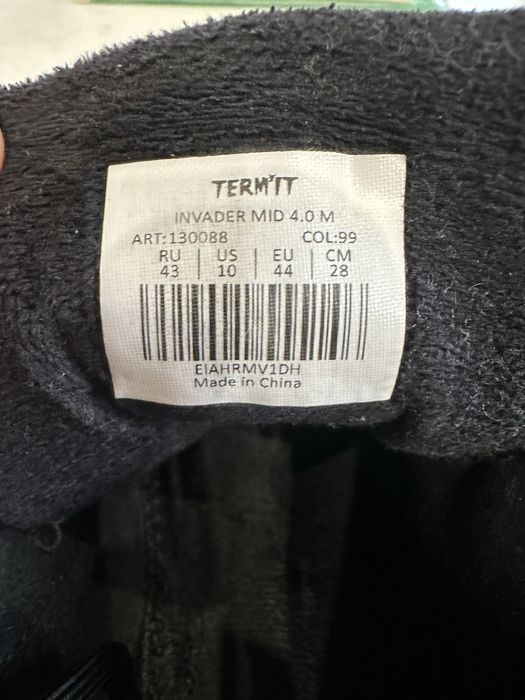 TERM'IT
INVADER MID 4.0 M
ART:130088 COL:99
RU | US | EU | CM
43 | 10 | 44 | 28
EIAHRMV1DH
Made in China